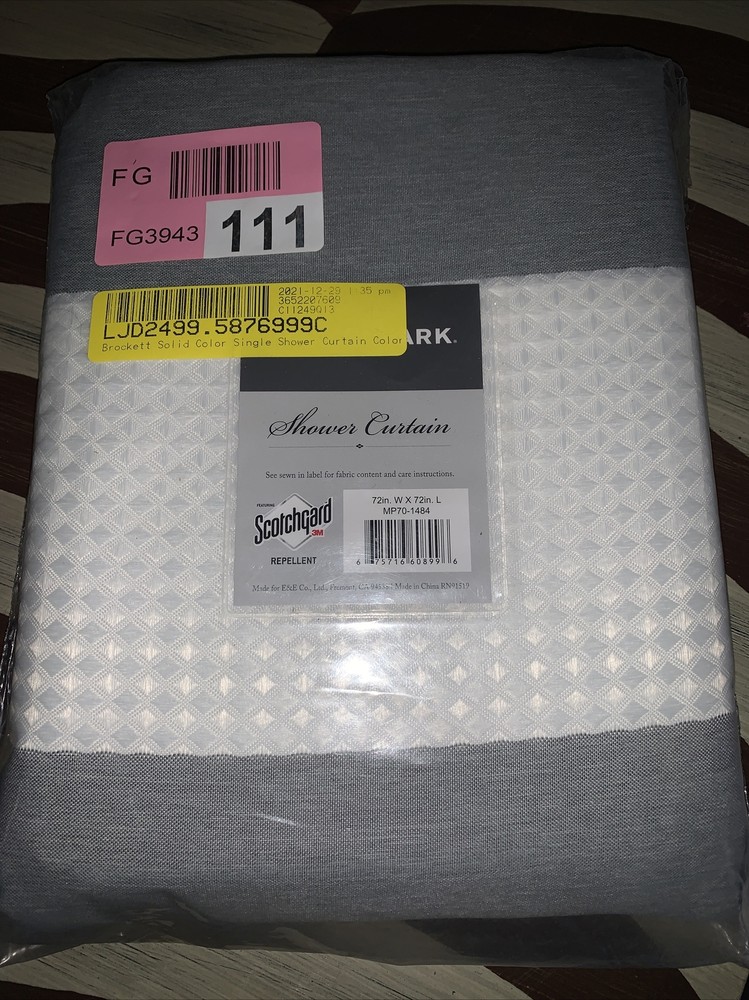 FG
FG3943
111
2021-12-29 1:35 pm
3652207609
C11249Q13
LJD2499.5876999C
Brockett Solid Color Single Shower Curtain Color
ARK
Shower Curtain
See sewn in label for fabric content and care instructions.
FEATURING
Scotchgard
3M
REPELLENT
72in. W X 72in. L
MP70-1484
6 75716 60899 6
Made for E&E Co., Ltd., Fremont, CA Made in China RN91519